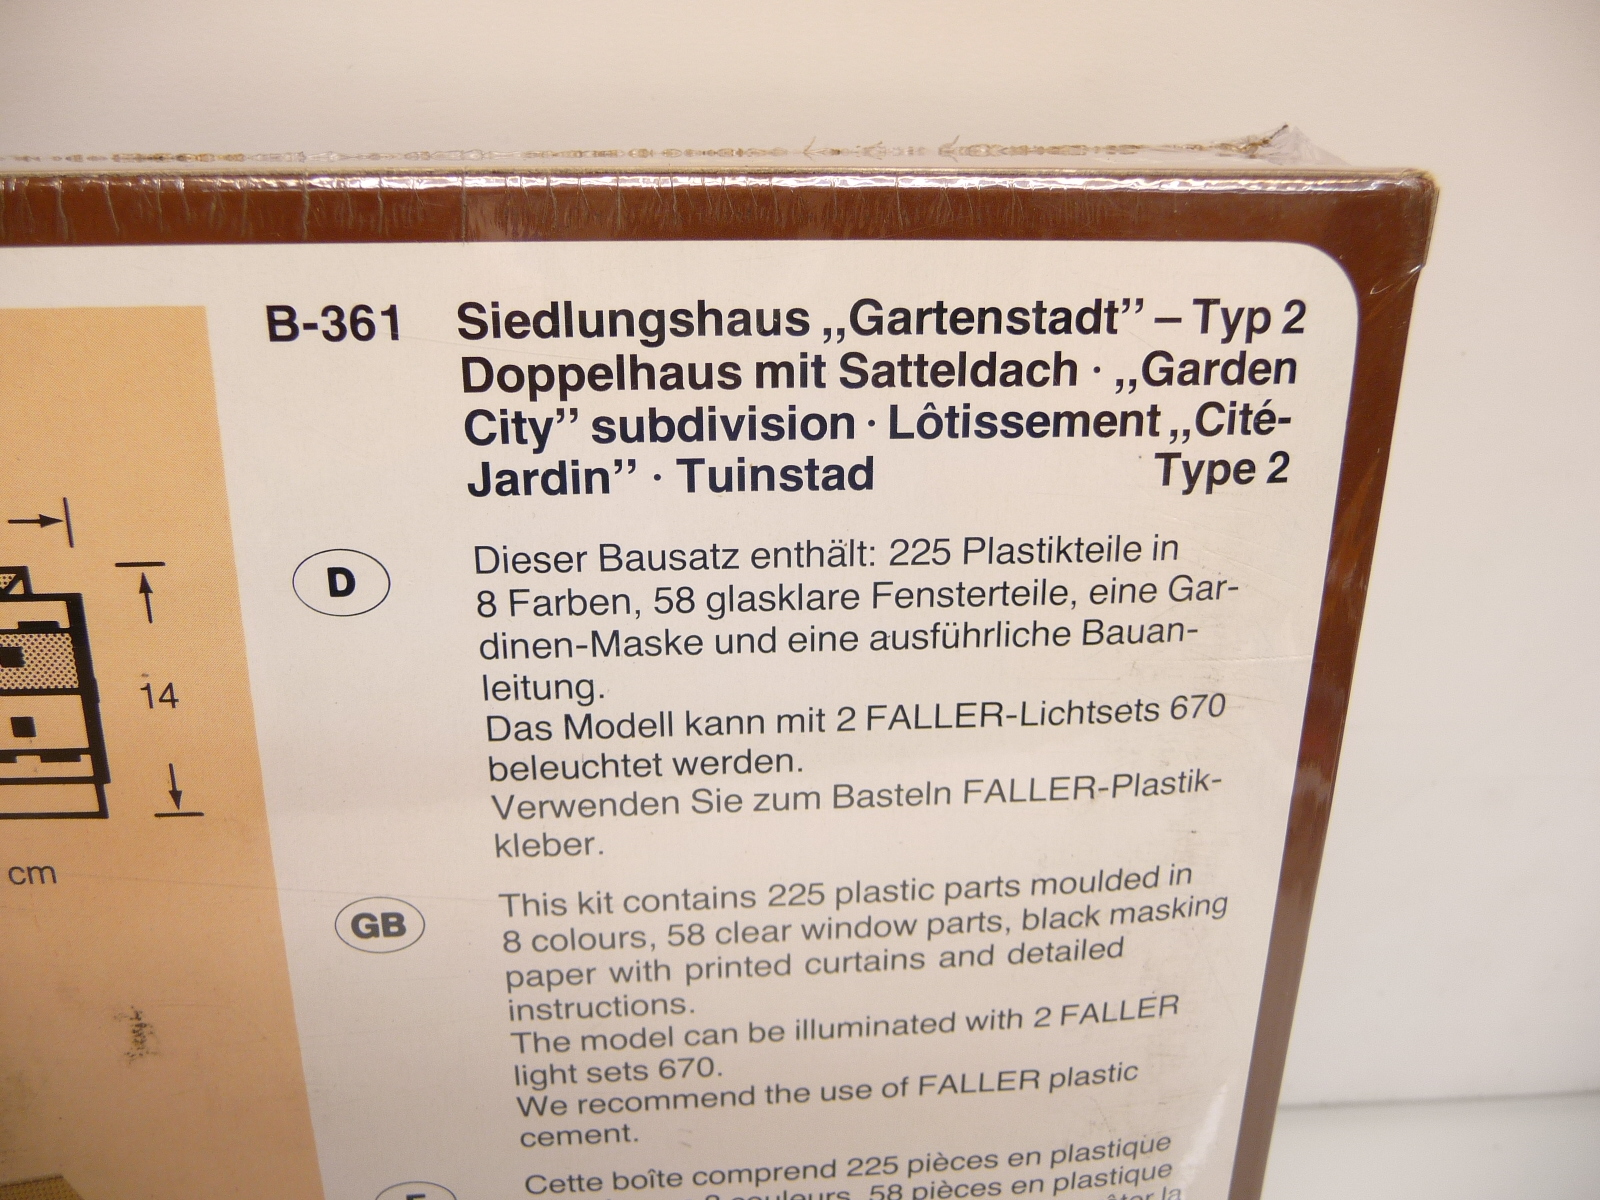 B-361 Siedlungshaus „Gartenstadt” – Typ 2
Doppelhaus mit Satteldach · „Garden
City” subdivision · Lôtissement „Cité-
Jardin” · Tuinstad Type 2
D
Dieser Bausatz enthält: 225 Plastikteile in
8 Farben, 58 glasklare Fensterteile, eine Gar-
dinen-Maske und eine ausführliche Bauan-
leitung.
Das Modell kann mit 2 FALLER-Lichtsets 670
beleuchtet werden.
Verwenden Sie zum Basteln FALLER-Plastik-
kleber.
14
cm
GB
This kit contains 225 plastic parts moulded in
8 colours, 58 clear window parts, black masking
paper with printed curtains and detailed
instructions.
The model can be illuminated with 2 FALLER
light sets 670.
We recommend the use of FALLER plastic
cement.
Cette boîte comprend 225 pièces en plastique
58 pièces en plastique
la